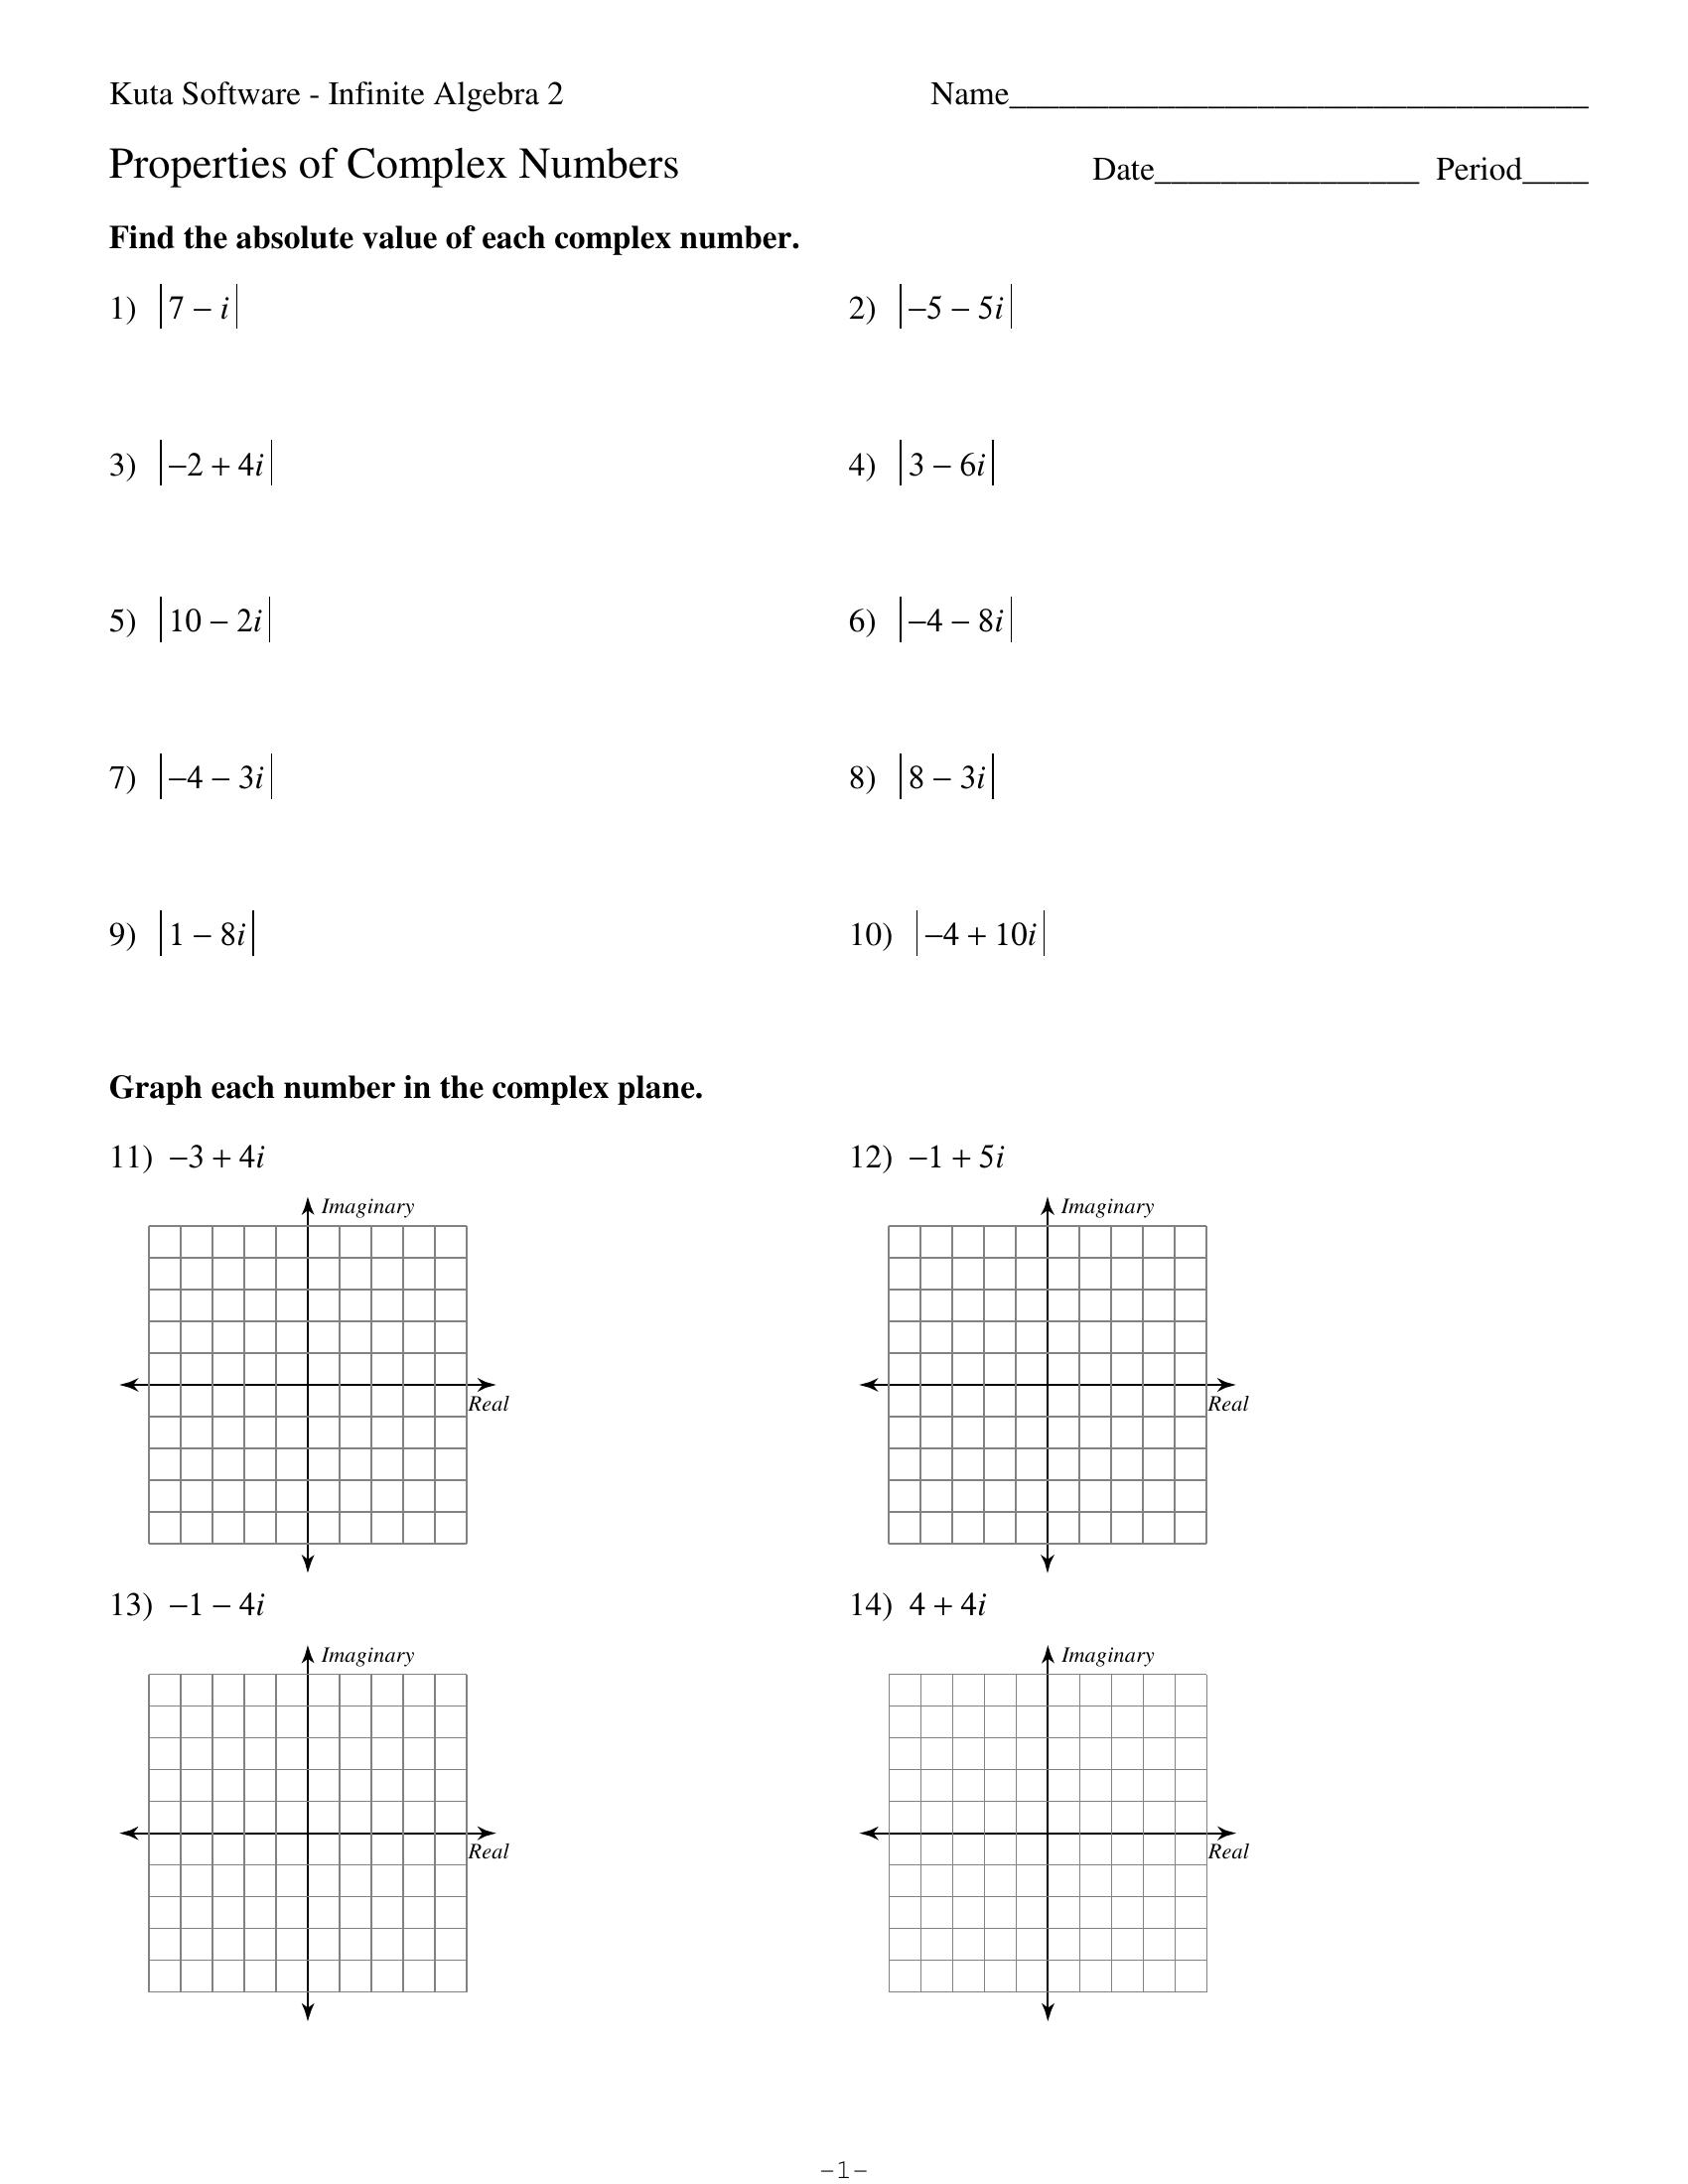 Kuta Software - Infinite Algebra 2 Name___________________________________
Properties of Complex Numbers Date________________ Period____
Find the absolute value of each complex number.
1) |7 − i| 2) |−5 − 5i|
3) |−2 + 4i| 4) |3 − 6i|
5) |10 − 2i| 6) |−4 − 8i|
7) |−4 − 3i| 8) |8 − 3i|
9) |1 − 8i| 10) |−4 + 10i|
Graph each number in the complex plane.
11) −3 + 4i 12) −1 + 5i
Imaginary Imaginary
Real Real
13) −1 − 4i 14) 4 + 4i
Imaginary Imaginary
Real Real
-1-